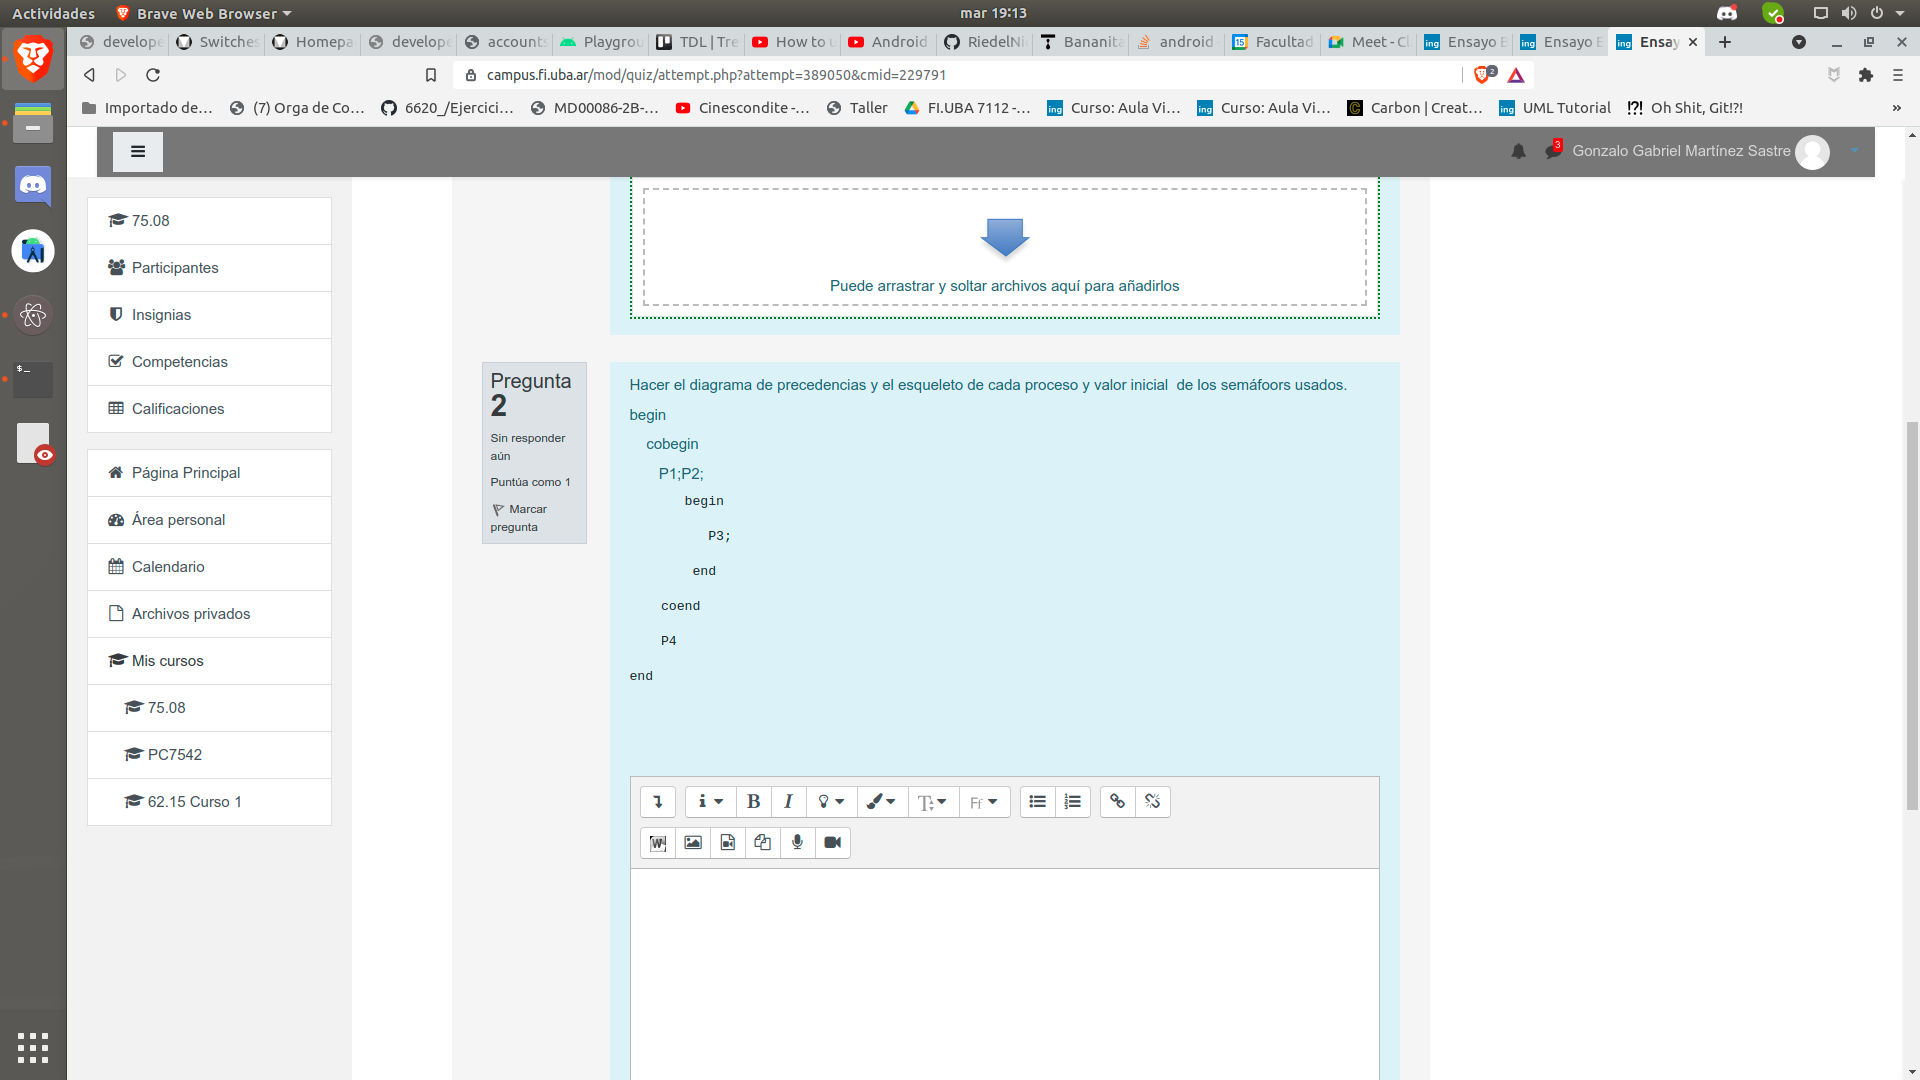 Actividades
Brave Web Browser
mar 19:13
develope
Switches
Homepa
develope
accounts
Playgrou
TDL | Tre
How to u
Android
RiedelNi
Bananita
android
Facultad
Meet - Cl
Ensayo B
Ensayo E
Ensay
campus.fi.uba.ar/mod/quiz/attempt.php?attempt=389050&cmid=229791
2
Importado de...
(7) Orga de Co...
6620_/Ejercici...
MD00086-2B-...
Cinescondite -...
Taller
FI.UBA 7112 -...
Curso: Aula Vi...
Curso: Aula Vi...
Carbon | Creat...
UML Tutorial
Oh Shit, Git!?!
»
3
Gonzalo Gabriel Martínez Sastre
75.08
Participantes
Insignias
Competencias
Calificaciones
Página Principal
Área personal
Calendario
Archivos privados
Mis cursos
75.08
PC7542
62.15 Curso 1
Puede arrastrar y soltar archivos aquí para añadirlos
Pregunta
2
Sin responder
aún
Puntúa como 1
Marcar
pregunta
Hacer el diagrama de precedencias y el esqueleto de cada proceso y valor inicial  de los semáfoors usados.
begin
cobegin
P1;P2;
begin
P3;
end
coend
P4
end